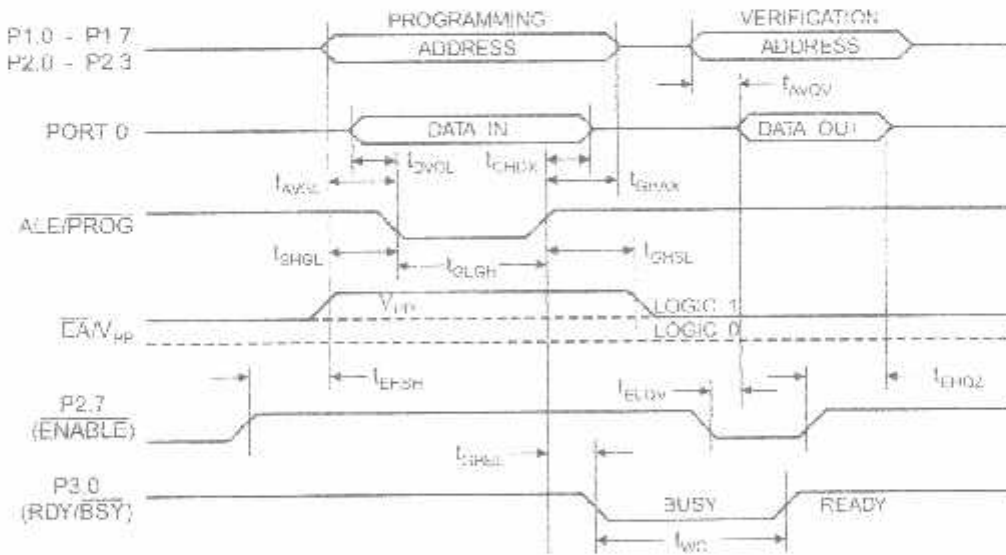 PROGRAMMING
VERIFICATION
P1.0 - P1.7
P2.0 - P2.3
ADDRESS
ADDRESS
tAVQV
PORT 0
DATA IN
DATA OUT
tDVGL
tGHDX
tAVGL
tGHAX
ALE/PROG
tSHGL
tGLGH
tGHSL
VPP
LOGIC 1
LOGIC 0
EA/VPP
tEHSH
tELQV
tEHQZ
P2.7
(ENABLE)
tGHBL
P3.0
(RDY/BSY)
BUSY
READY
tWC